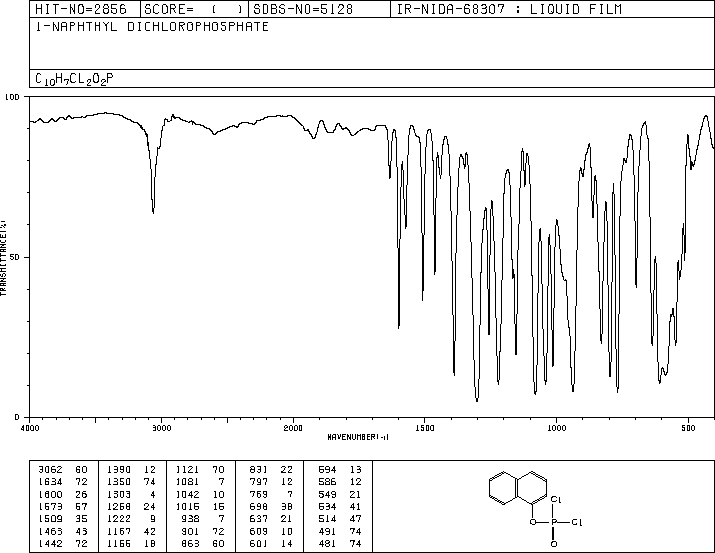 HIT-NO=2856 SCORE= ( ) SDBS-NO=5128 IR-NIDA-68307 : LIQUID FILM
1-NAPHTHYL DICHLOROPHOSPHATE
C10H7CL2O2P
100
50
0
TRANSMITTANCE(%)
4000 3000 2000 1500 1000 500
WAVENUMBER(-1)
3062 60 1390 12 1121 70 831 22 594 13
1634 72 1350 74 1081 7 797 12 586 12
1600 26 1303 4 1042 10 769 7 549 21
1573 57 1258 24 1015 15 698 38 534 41
1509 35 1222 9 938 7 637 21 514 47
1463 43 1167 42 901 72 609 10 491 74
1442 72 1156 18 863 60 601 14 481 74
Cl
O P Cl
O